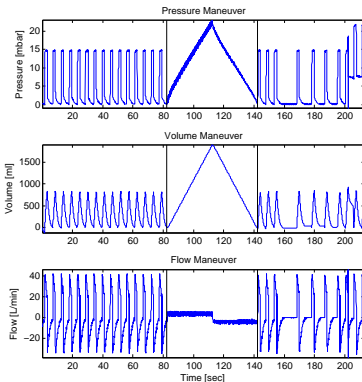 Pressure Maneuver
Pressure [mbar]
20
15
10
5
0
20 40 60 80 100 120 140 160 180 200
Volume Maneuver
Volume [ml]
1500
1000
500
0
20 40 60 80 100 120 140 160 180 200
Flow Maneuver
Flow [L/min]
40
20
0
−20
20 40 60 80 100 120 140 160 180 200
Time [sec]